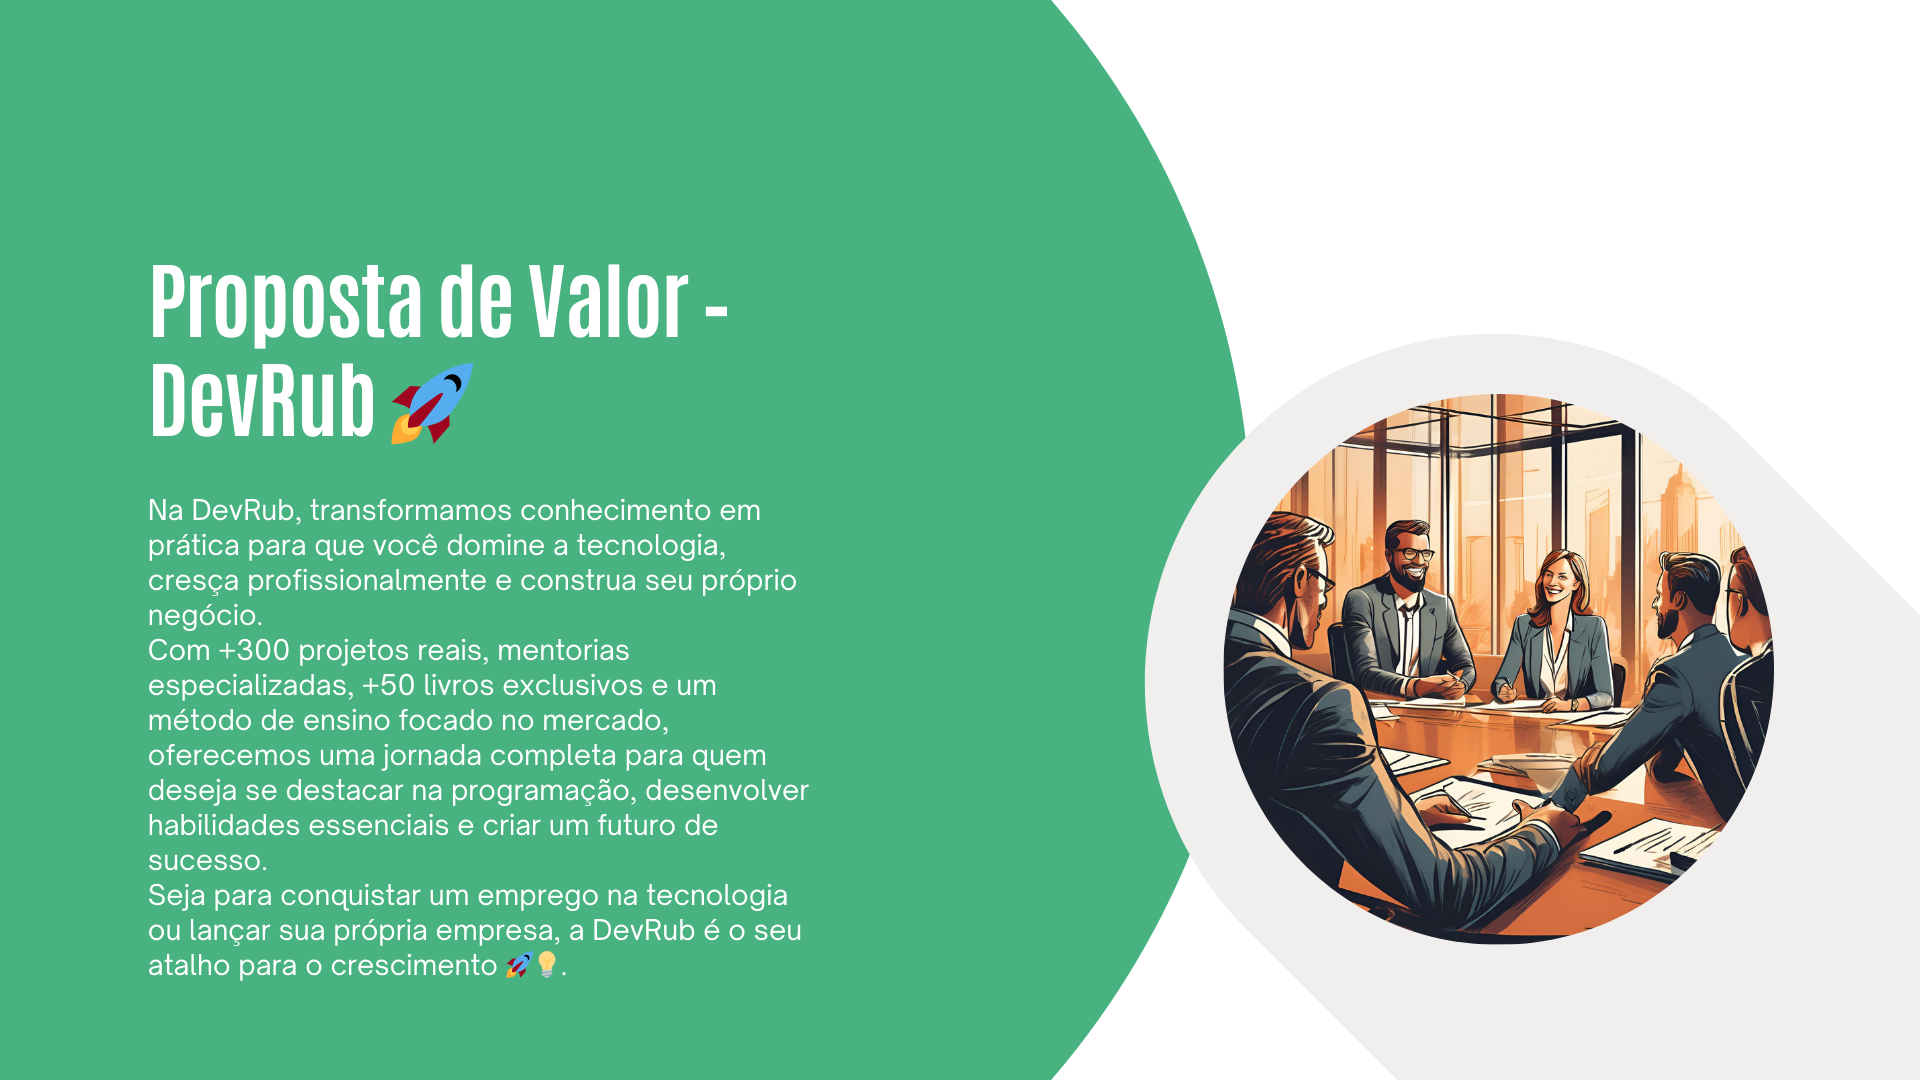 Proposta de Valor -
DevRub 🚀
Na DevRub, transformamos conhecimento em
prática para que você domine a tecnologia,
cresça profissionalmente e construa seu próprio
negócio.
Com +300 projetos reais, mentorias
especializadas, +50 livros exclusivos e um
método de ensino focado no mercado,
oferecemos uma jornada completa para quem
deseja se destacar na programação, desenvolver
habilidades essenciais e criar um futuro de
sucesso.
Seja para conquistar um emprego na tecnologia
ou lançar sua própria empresa, a DevRub é o seu
atalho para o crescimento 🚀💡.